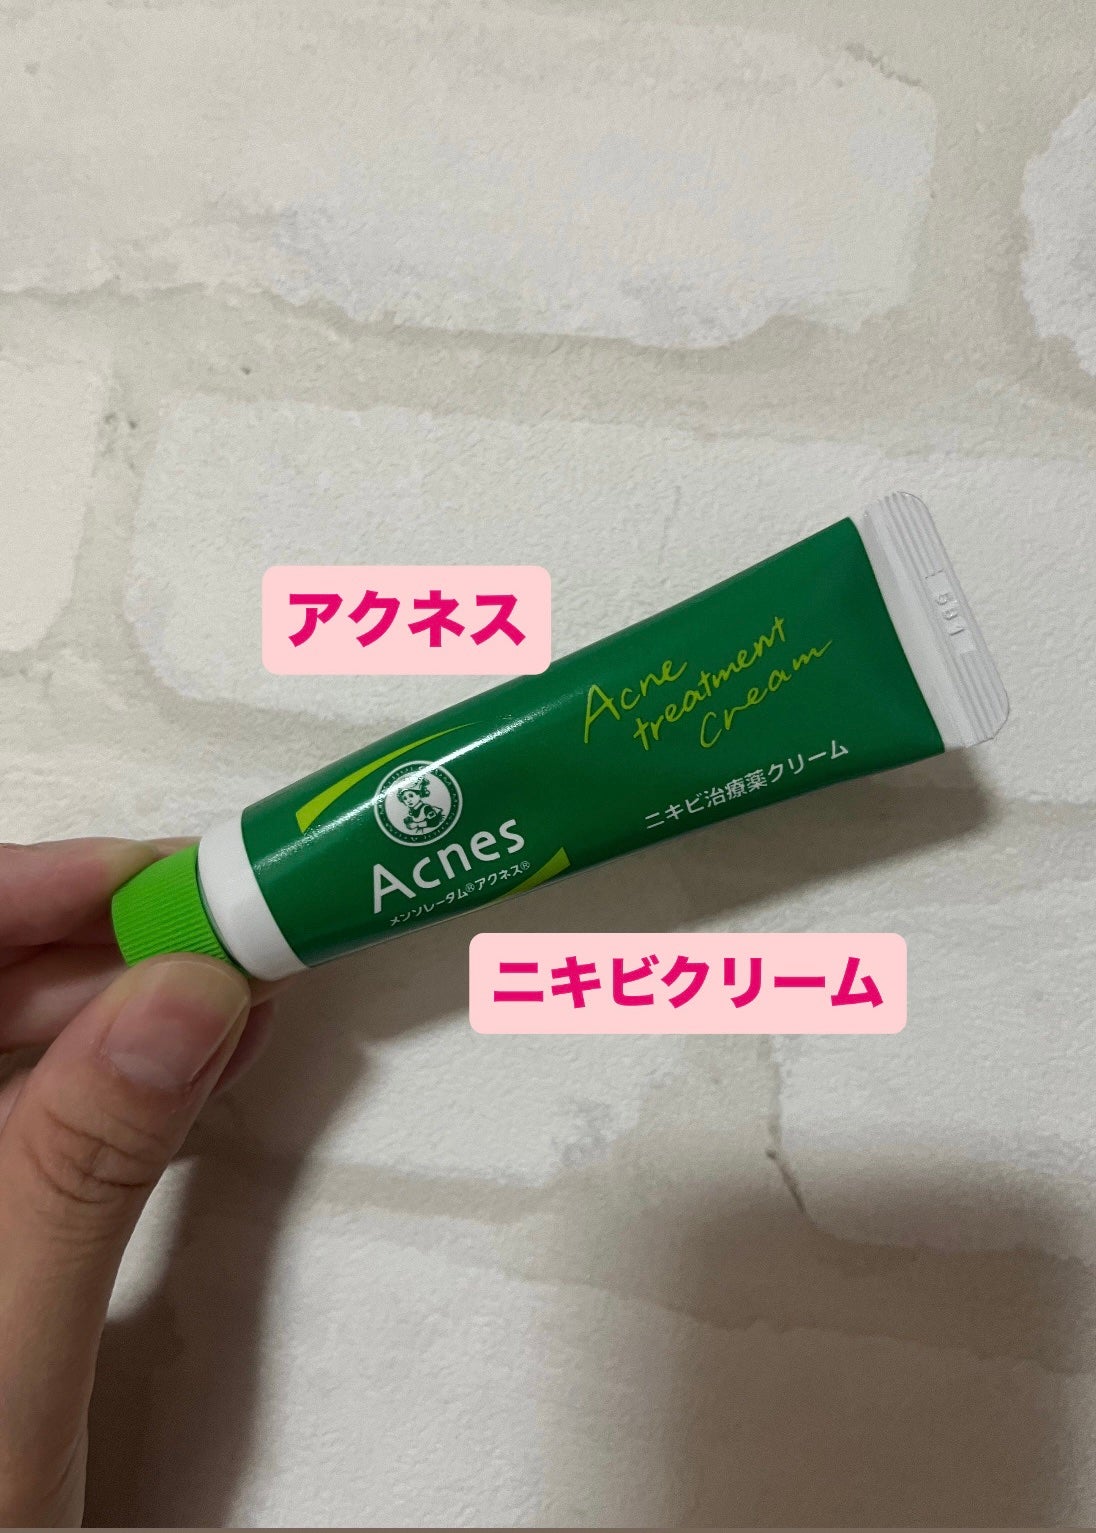 アクネス
Acne
treatment
Cream
ニキビ治療薬クリーム
Acnes
メンソレータム®アクネス®
ニキビクリーム